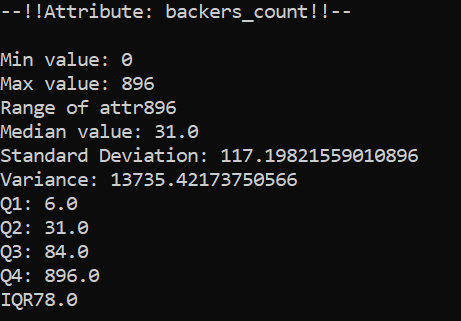 --!!Attribute: backers_count!!--
Min value: 0
Max value: 896
Range of attr896
Median value: 31.0
Standard Deviation: 117.19821559010896
Variance: 13735.42173750566
Q1: 6.0
Q2: 31.0
Q3: 84.0
Q4: 896.0
IQR78.0